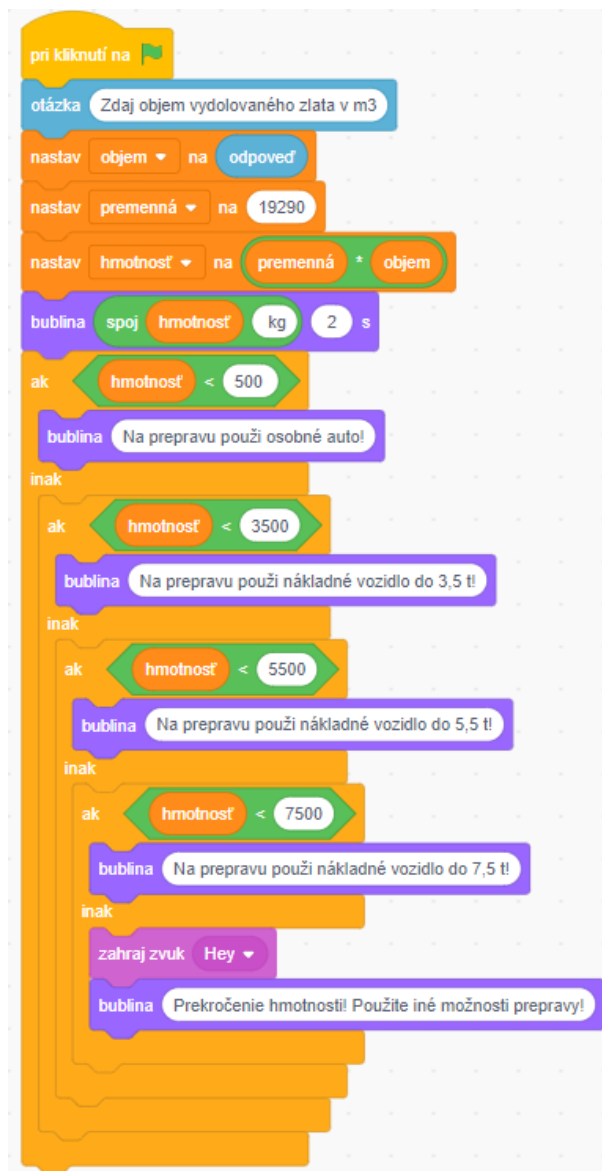 pri kliknutí na
otázka Zdaj objem vydolovaného zlata v m3
nastav objem na odpoveď
nastav premenná na 19290
nastav hmotnosť na premenná * objem
bublina spoj hmotnosť kg 2 s
ak hmotnosť < 500
bublina Na prepravu použi osobné auto!
inak
ak hmotnosť < 3500
bublina Na prepravu použi nákladné vozidlo do 3,5 t!
inak
ak hmotnosť < 5500
bublina Na prepravu použi nákladné vozidlo do 5,5 t!
inak
ak hmotnosť < 7500
bublina Na prepravu použi nákladné vozidlo do 7,5 t!
inak
zahraj zvuk Hey
bublina Prekročenie hmotnosti! Použite iné možnosti prepravy!